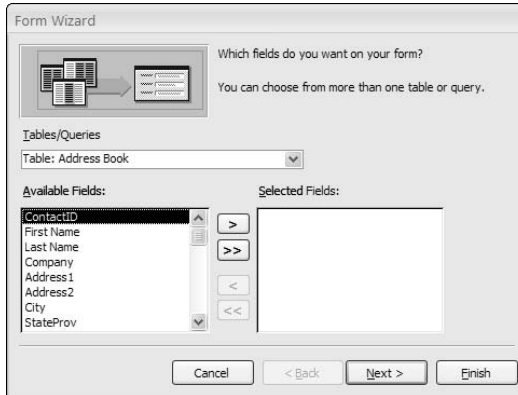 Form Wizard
Which fields do you want on your form?
You can choose from more than one table or query.
Tables/Queries
Table: Address Book
Available Fields:
Selected Fields:
ContactID
First Name
Last Name
Company
Address1
Address2
City
StateProv
>
>>
<
<<
Cancel
< Back
Next >
Finish